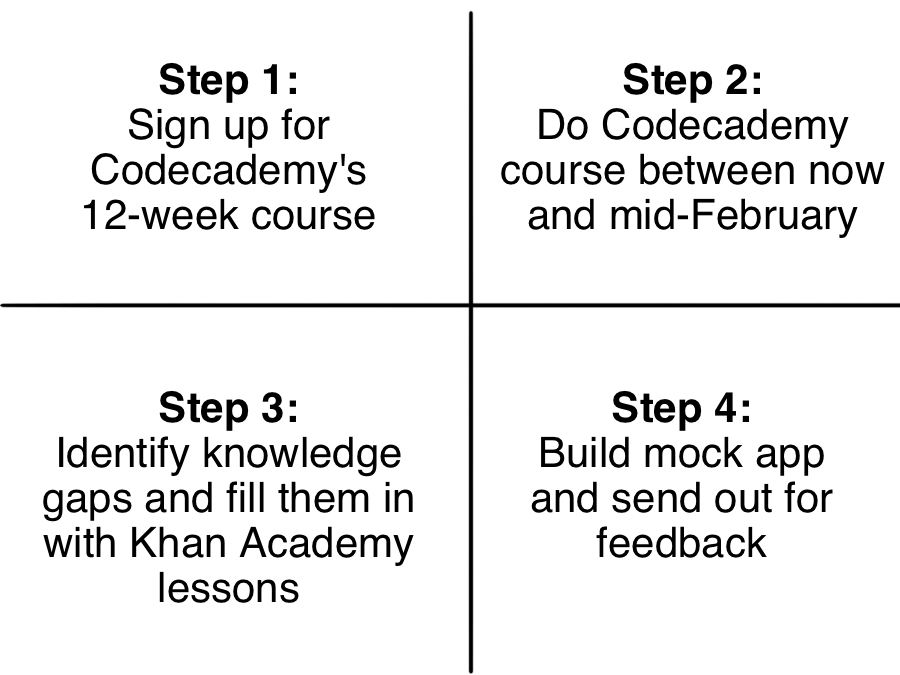 Step 1:
Sign up for
Codecademy's
12-week course
Step 2:
Do Codecademy
course between now
and mid-February
Step 3:
Identify knowledge
gaps and fill them in
with Khan Academy
lessons
Step 4:
Build mock app
and send out for
feedback